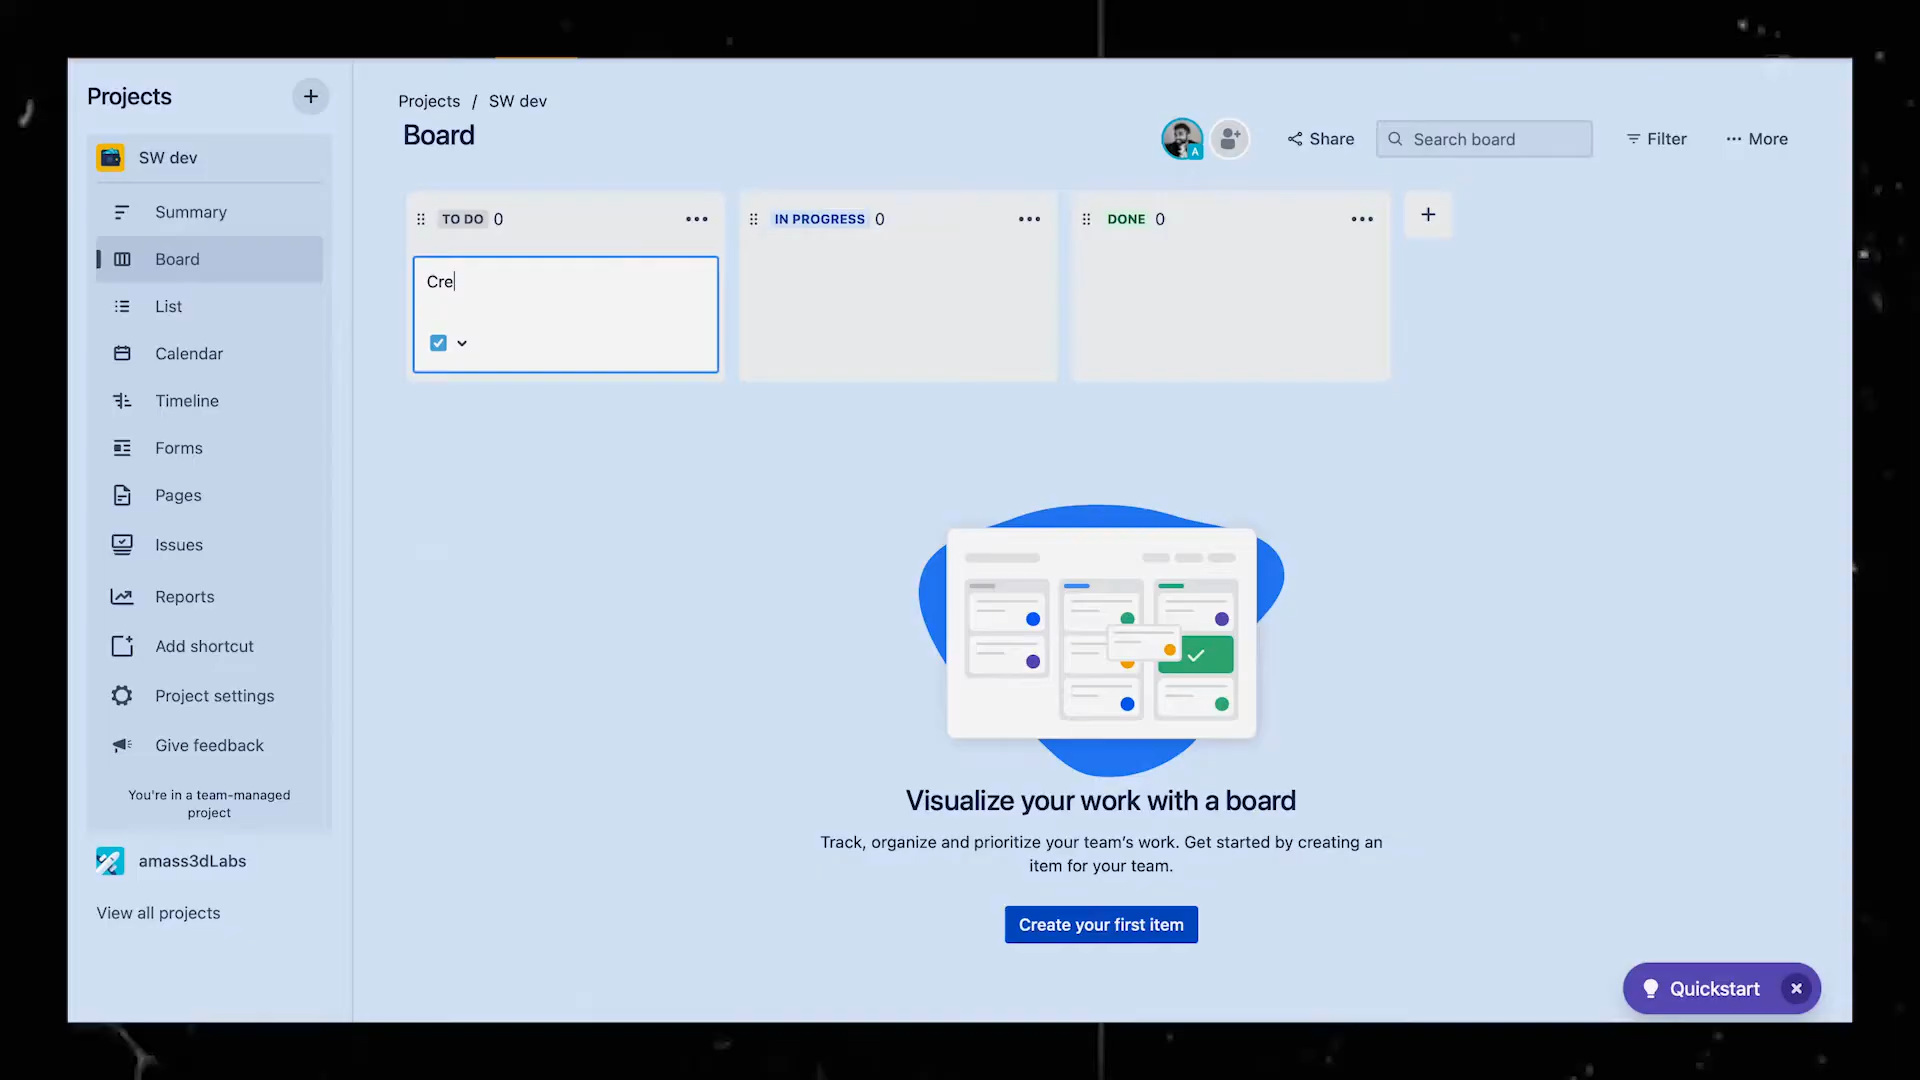 Projects
SW dev
Summary
Board
List
Calendar
Timeline
Forms
Pages
Issues
Reports
Add shortcut
Project settings
Give feedback
You're in a team-managed
project
amass3dLabs
View all projects
Projects / SW dev
Board
A
Share
Search board
Filter
More
TO DO 0
IN PROGRESS 0
DONE 0
Cre
Visualize your work with a board
Track, organize and prioritize your team’s work. Get started by creating an
item for your team.
Create your first item
Quickstart